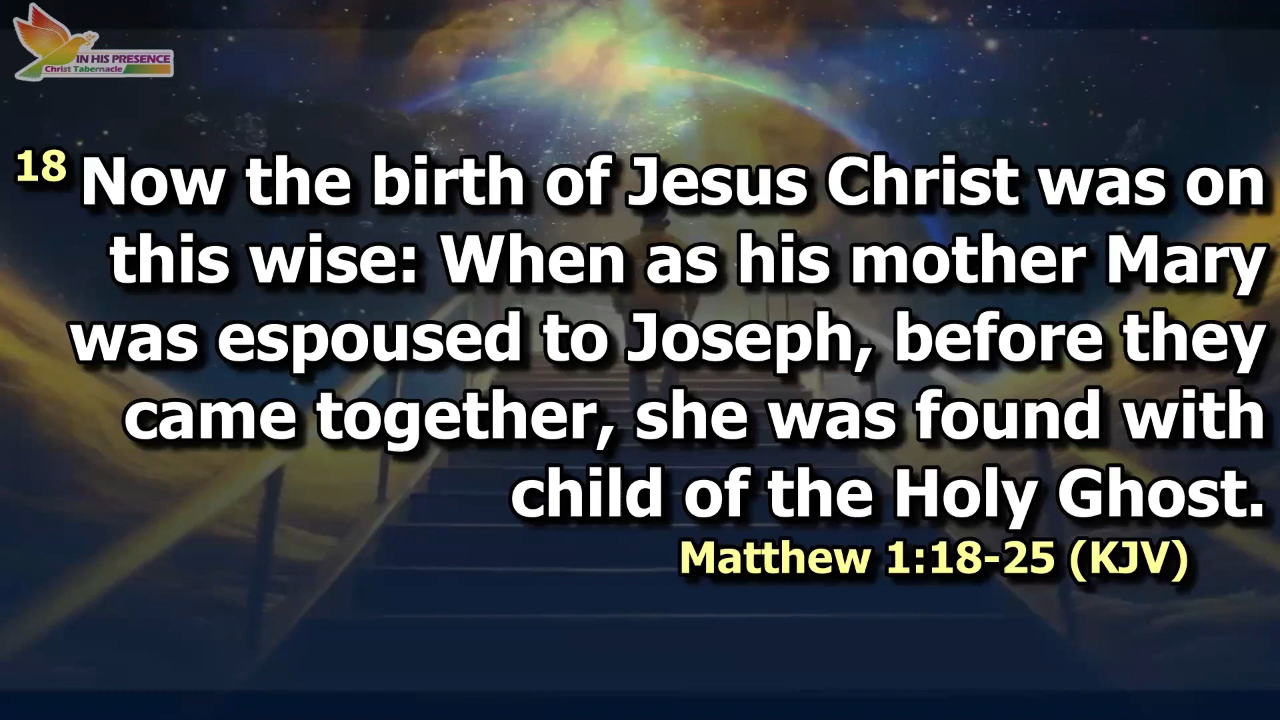 IN HIS PRESENCE
Christ Tabernacle
18 Now the birth of Jesus Christ was on
this wise: When as his mother Mary
was espoused to Joseph, before they
came together, she was found with
child of the Holy Ghost.
Matthew 1:18-25 (KJV)